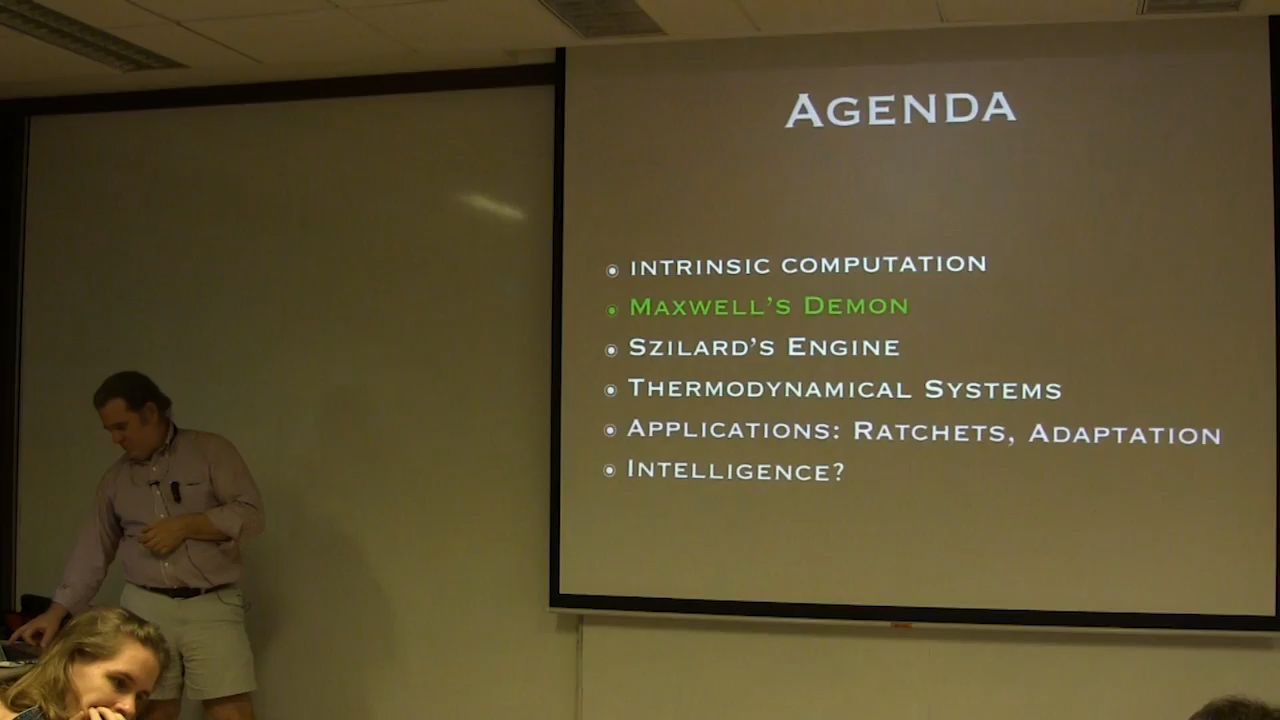 AGENDA
INTRINSIC COMPUTATION
MAXWELL'S DEMON
SZILARD'S ENGINE
THERMODYNAMICAL SYSTEMS
APPLICATIONS: RATCHETS, ADAPTATION
INTELLIGENCE?